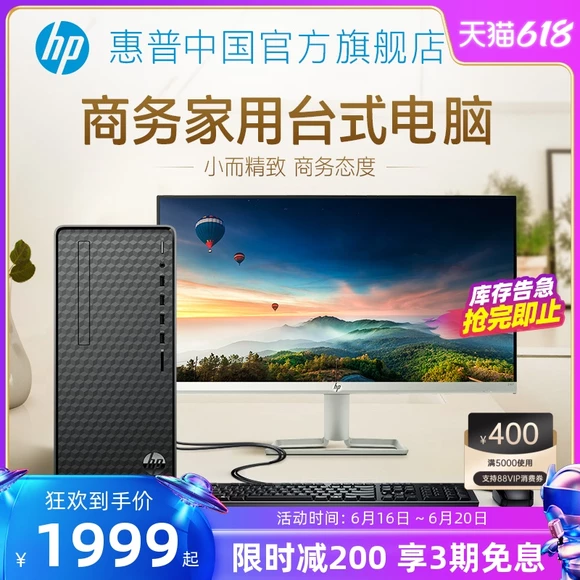 hp 惠普中国官方旗舰店
天猫618
商务家用台式电脑
小而精致 商务态度
库存告急
抢完即止
hp
hp
¥400
满5000使用
支持88VIP消费券
狂欢到手价
¥1999起
活动时间：6月16日 ~ 6月20日
限时减200 享3期免息